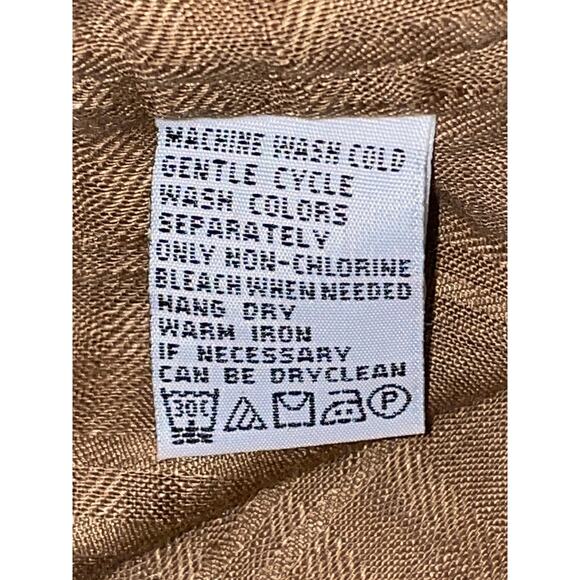 MACHINE WASH COLD
GENTLE CYCLE
WASH COLORS
SEPARATELY
ONLY NON-CHLORINE
BLEACH WHEN NEEDED
HANG DRY
WARM IRON
IF NECESSARY
CAN BE DRYCLEAN
30C P